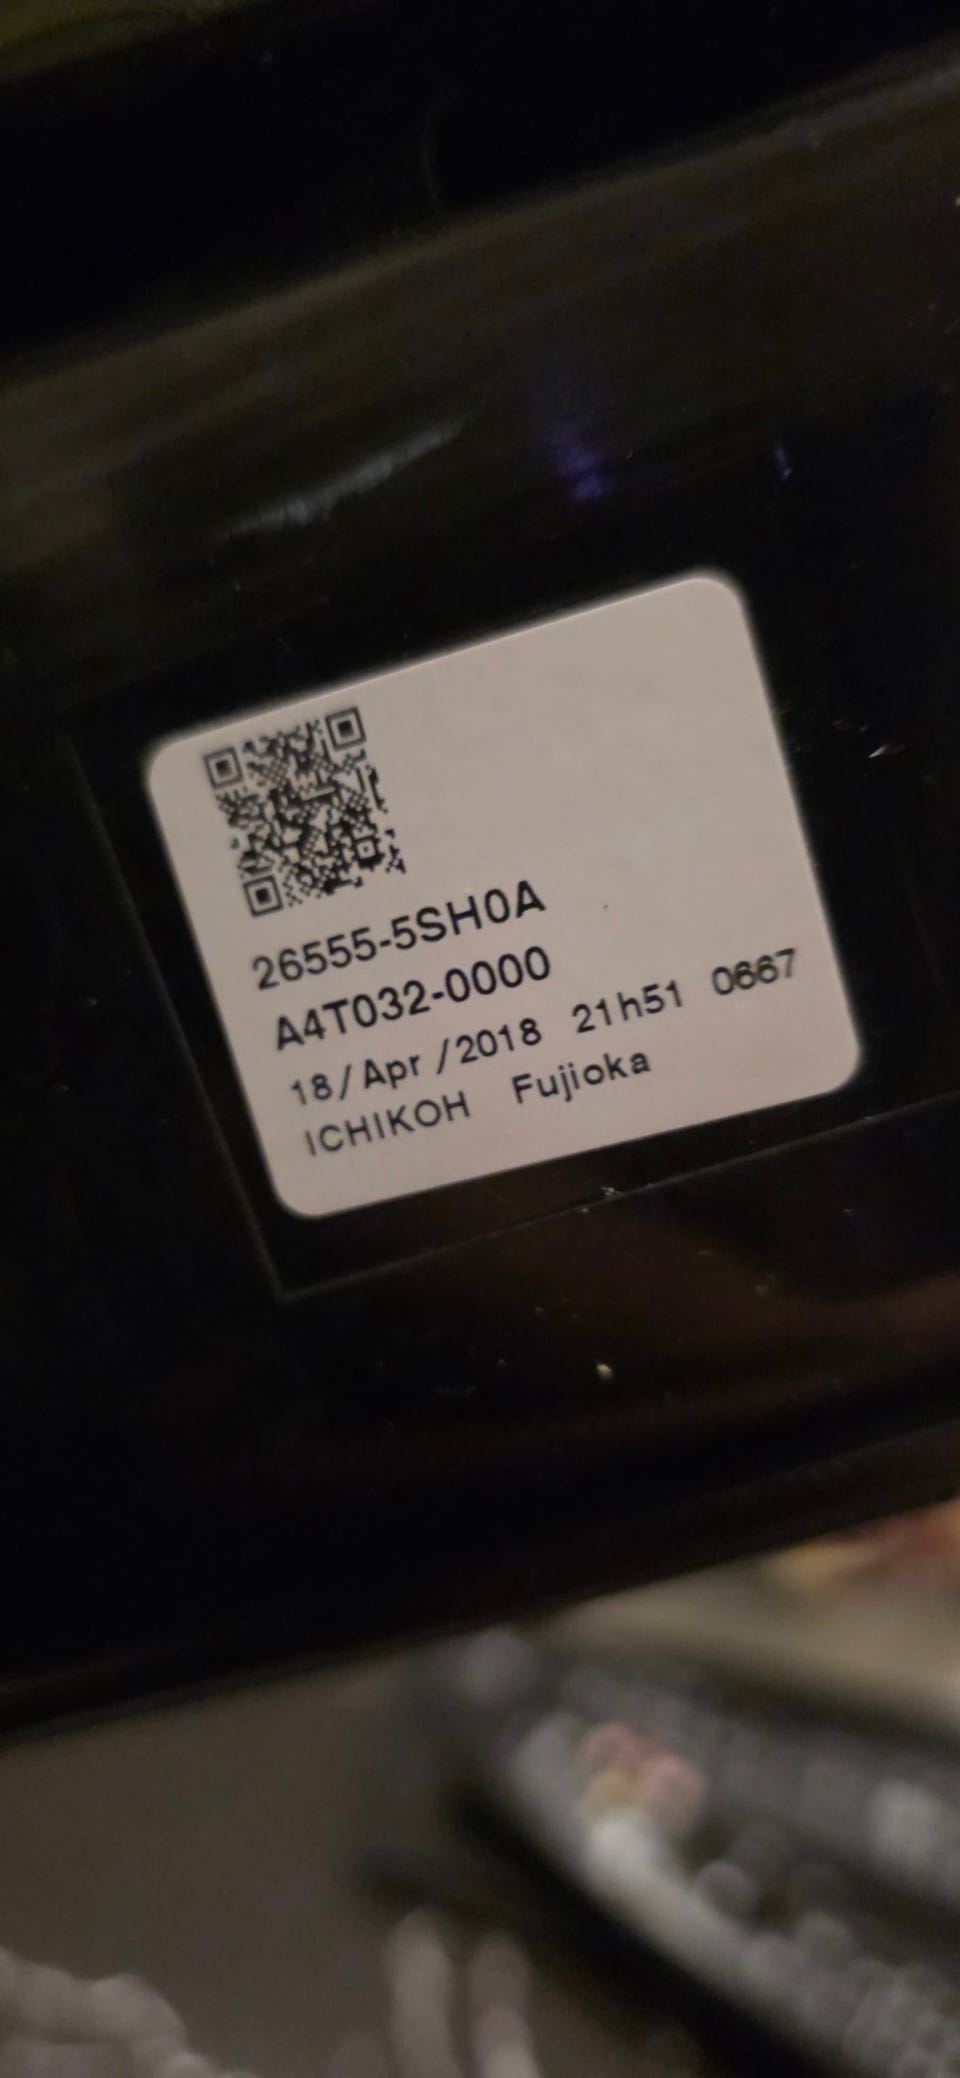 26555-5SH0A
A4T032-0000
18/Apr/2018 21h51 0667
ICHIKOH Fujioka